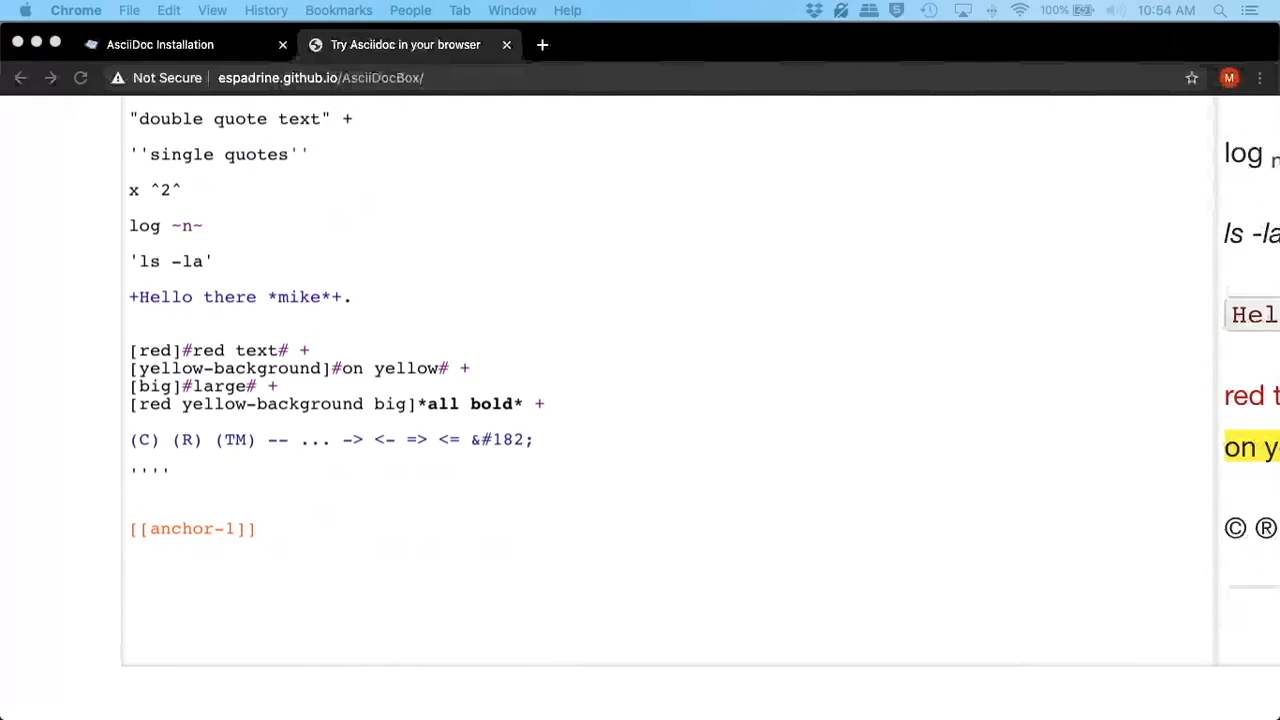 Chrome File Edit View History Bookmarks People Tab Window Help 100% 10:54 AM
AsciiDoc Installation Try Asciidoc in your browser
Not Secure espadrine.github.io/AsciiDocBox/ M
"double quote text" +
''single quotes''
x ^2^
log ~n~
'ls -la'
+Hello there *mike*+.
[red]#red text# +
[yellow-background]#on yellow# +
[big]#large# +
[red yellow-background big]*all bold* +
(C) (R) (TM) -- ... -> <- => <= &#182;
''''
[[anchor-1]]
log n
ls -la
Hel
red t
on y
© ®